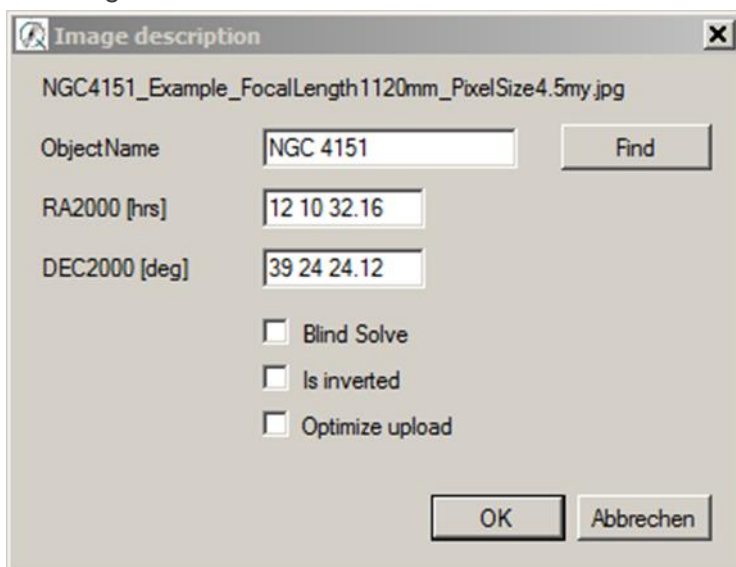 Image description
NGC4151_Example_FocalLength1120mm_PixelSize4.5my.jpg
ObjectName NGC 4151 Find
RA2000 [hrs] 12 10 32.16
DEC2000 [deg] 39 24 24.12
Blind Solve
Is inverted
Optimize upload
OK Abbrechen